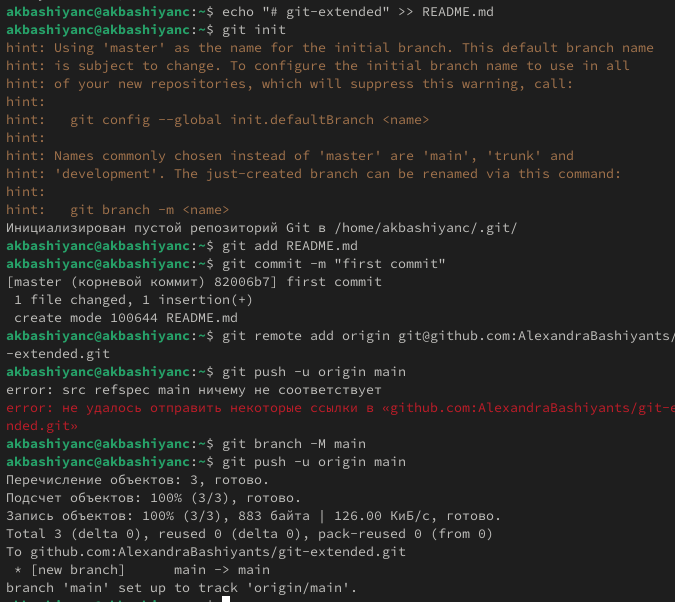 akbashiyanc@akbashiyanc:~$ echo "# git-extended" >> README.md
akbashiyanc@akbashiyanc:~$ git init
hint: Using 'master' as the name for the initial branch. This default branch name
hint: is subject to change. To configure the initial branch name to use in all
hint: of your new repositories, which will suppress this warning, call:
hint:
hint:   git config --global init.defaultBranch <name>
hint:
hint: Names commonly chosen instead of 'master' are 'main', 'trunk' and
hint: 'development'. The just-created branch can be renamed via this command:
hint:
hint:   git branch -m <name>
Инициализирован пустой репозиторий Git в /home/akbashiyanc/.git/
akbashiyanc@akbashiyanc:~$ git add README.md
akbashiyanc@akbashiyanc:~$ git commit -m "first commit"
[master (корневой коммит) 82006b7] first commit
 1 file changed, 1 insertion(+)
 create mode 100644 README.md
akbashiyanc@akbashiyanc:~$ git remote add origin git@github.com:AlexandraBashiyants/
-extended.git
akbashiyanc@akbashiyanc:~$ git push -u origin main
error: src refspec main ничему не соответствует
error: не удалось отправить некоторые ссылки в «github.com:AlexandraBashiyants/git-e
nded.git»
akbashiyanc@akbashiyanc:~$ git branch -M main
akbashiyanc@akbashiyanc:~$ git push -u origin main
Перечисление объектов: 3, готово.
Подсчет объектов: 100% (3/3), готово.
Запись объектов: 100% (3/3), 883 байта | 126.00 КиБ/с, готово.
Total 3 (delta 0), reused 0 (delta 0), pack-reused 0 (from 0)
To github.com:AlexandraBashiyants/git-extended.git
 * [new branch]      main -> main
branch 'main' set up to track 'origin/main'.